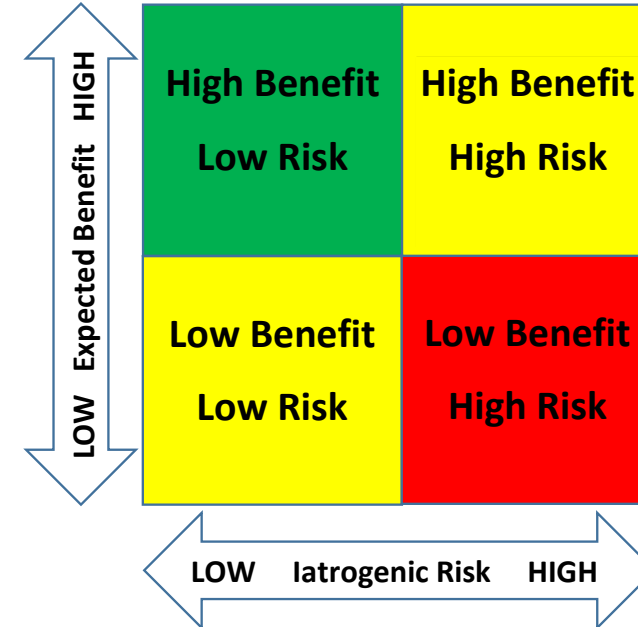 High Benefit
Low Risk
High Benefit
High Risk
Low Benefit
Low Risk
Low Benefit
High Risk
LOW Expected Benefit HIGH
LOW Iatrogenic Risk HIGH